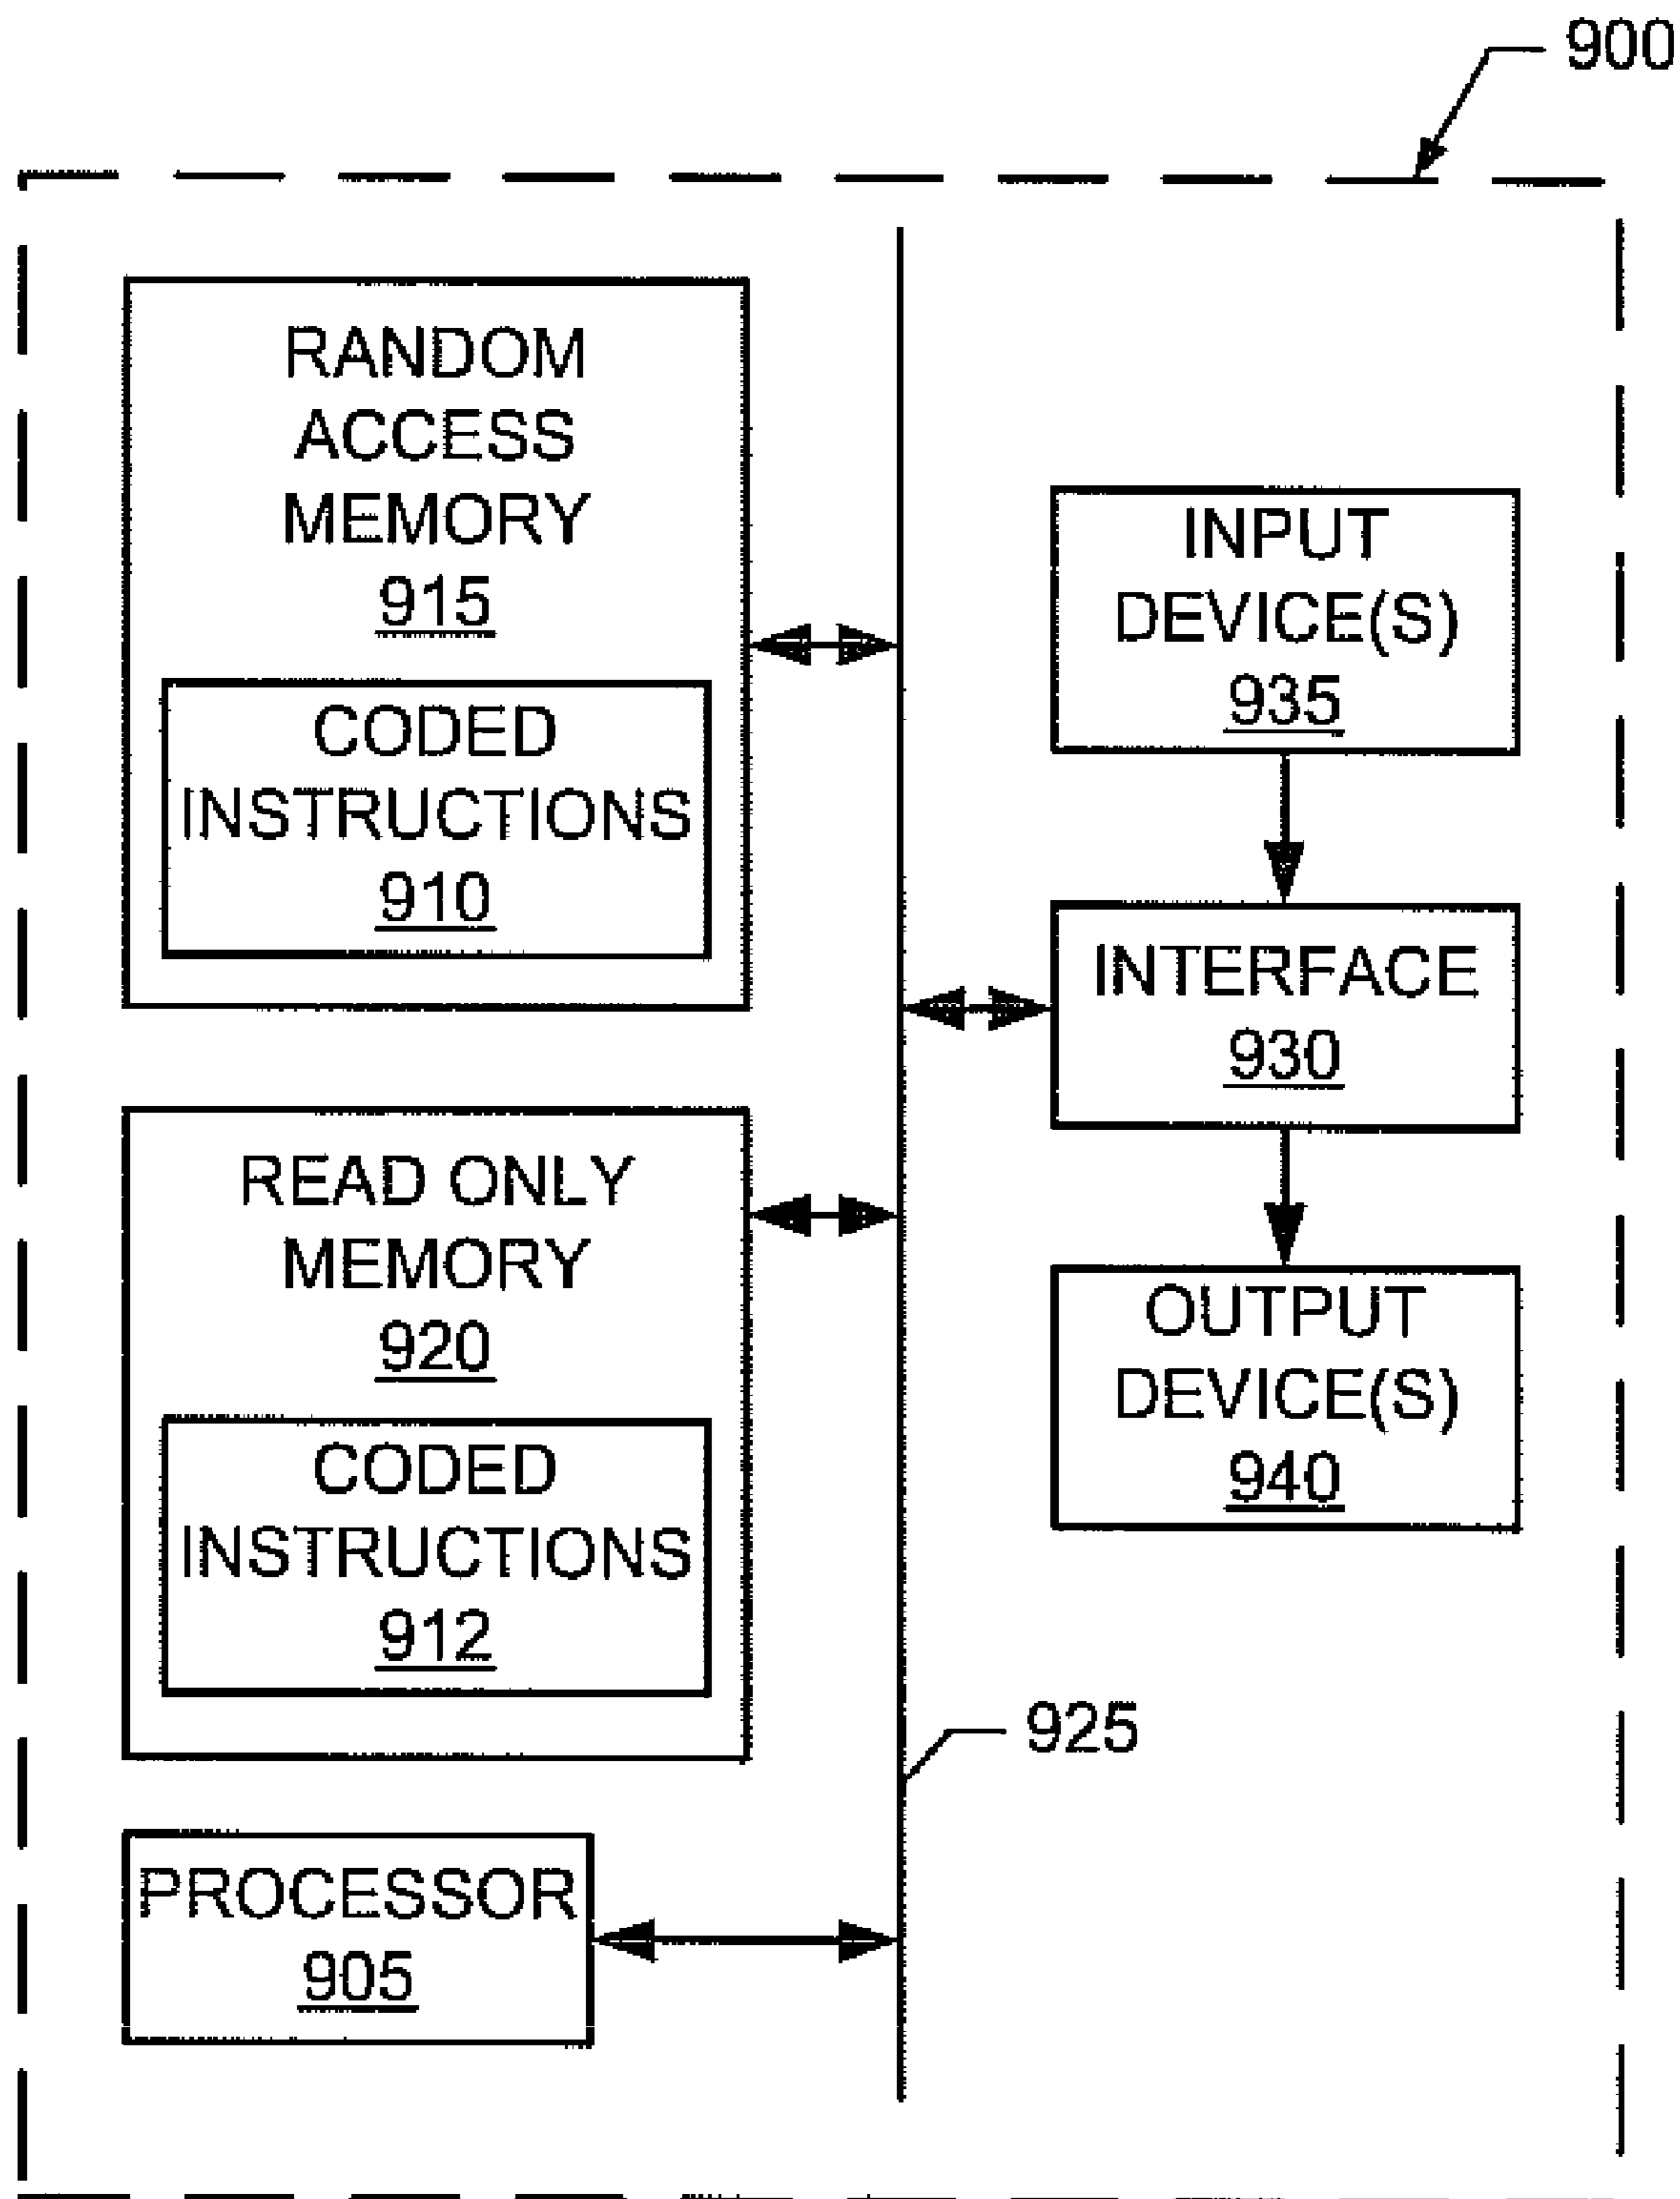 900
RANDOM
ACCESS
MEMORY
915
CODED
INSTRUCTIONS
910
INPUT
DEVICE(S)
935
INTERFACE
930
READ ONLY
MEMORY
920
CODED
INSTRUCTIONS
912
OUTPUT
DEVICE(S)
940
925
PROCESSOR
905